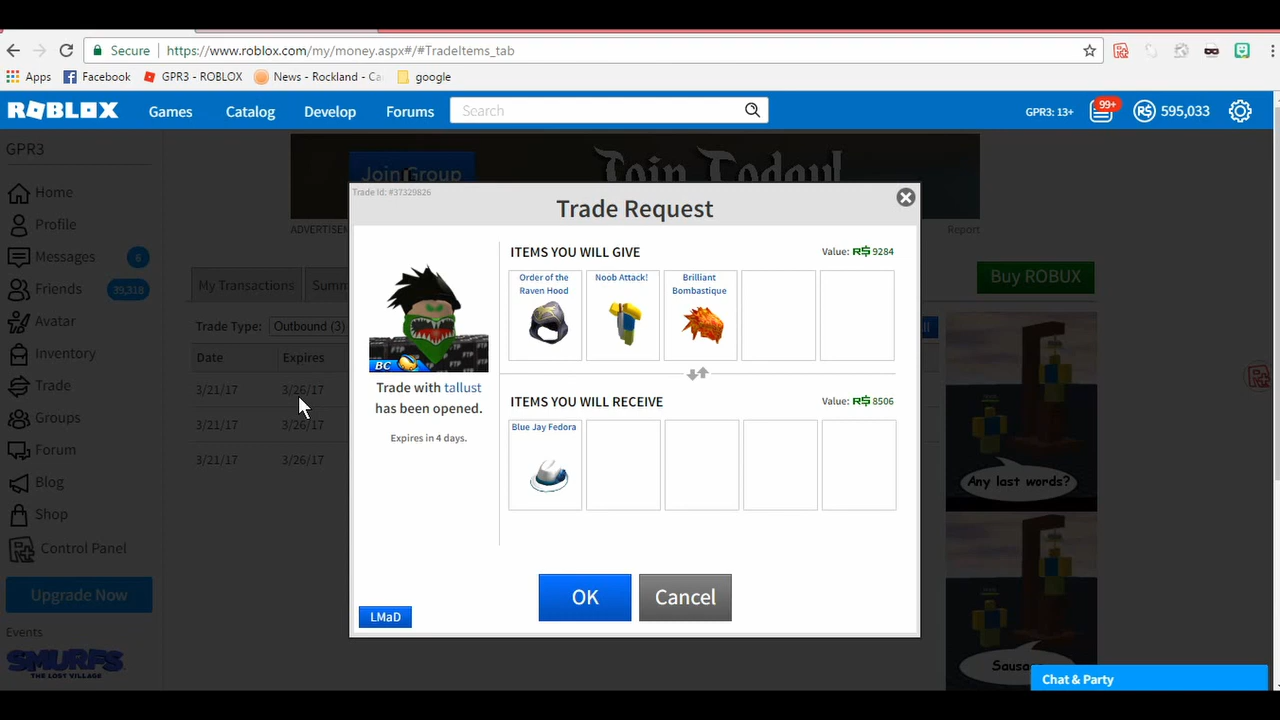 Secure https://www.roblox.com/my/money.aspx#/#TradeItems_tab
Apps Facebook GPR3 - ROBLOX News - Rockland - Ca google
ROBLOX Games Catalog Develop Forums Search GPR3: 13+ 99+ R$ 595,033
GPR3
Home
Profile
Messages 6
Friends 39,318
Avatar
Inventory
Trade
Groups
Forum
Blog
Shop
Control Panel
Upgrade Now
Events
SMURFS
THE LOST VILLAGE
Join Group
Join Today!
ADVERTISEM
Report
My Transactions Summ
Buy ROBUX
Trade Type: Outbound (3)
Date Expires
3/21/17 3/26/17
3/21/17 3/26/17
3/21/17 3/26/17
Trade Id: #37329826
Trade Request
BC
Trade with tallust
has been opened.
Expires in 4 days.
LMaD
ITEMS YOU WILL GIVE Value: R$ 9284
Order of the
Raven Hood
Noob Attack!
Brilliant
Bombastique
ITEMS YOU WILL RECEIVE Value: R$ 8506
Blue Jay Fedora
OK Cancel
Any last words?
Chat & Party